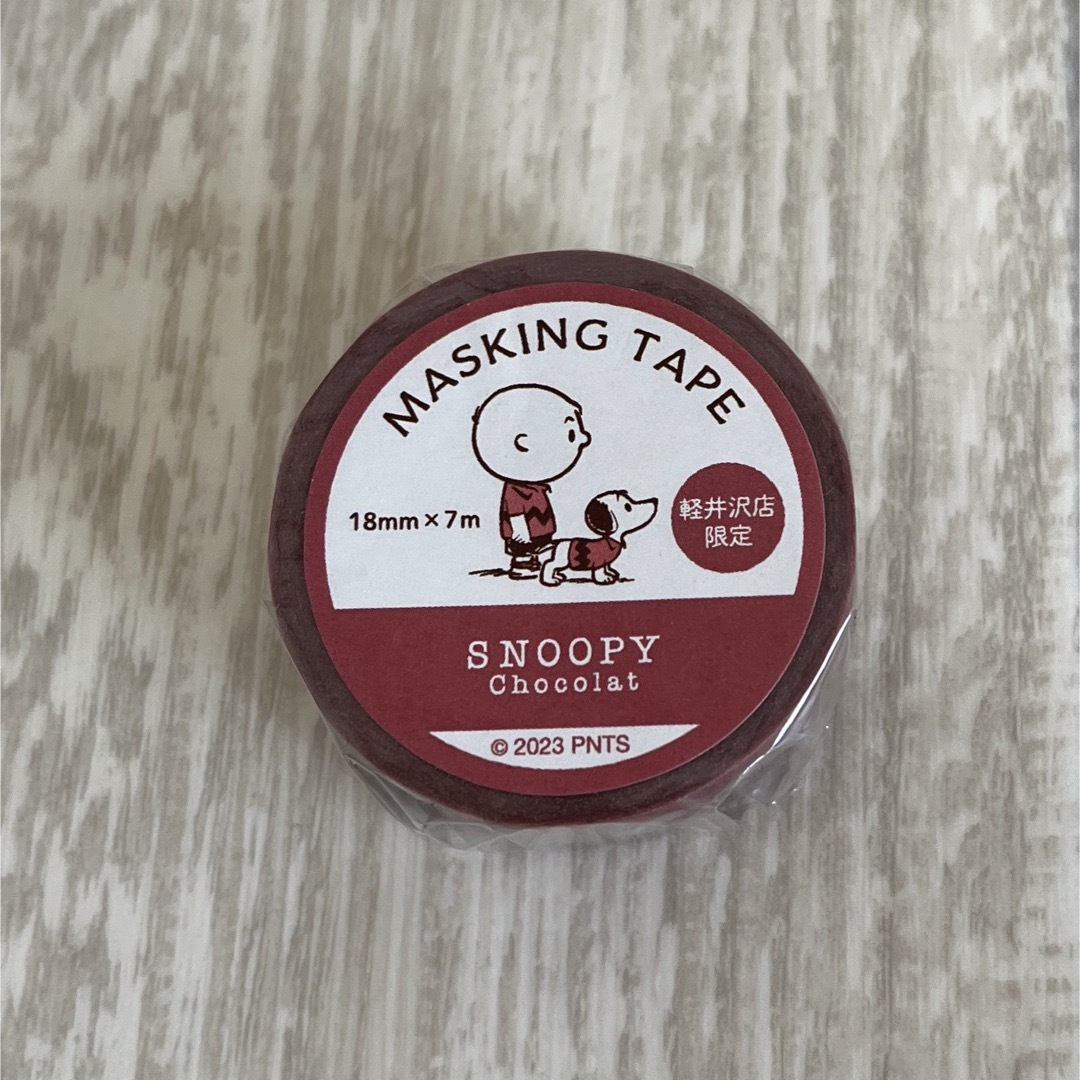 MASKING TAPE
18mm×7m
軽井沢店
限定
SNOOPY
Chocolat
© 2023 PNTS